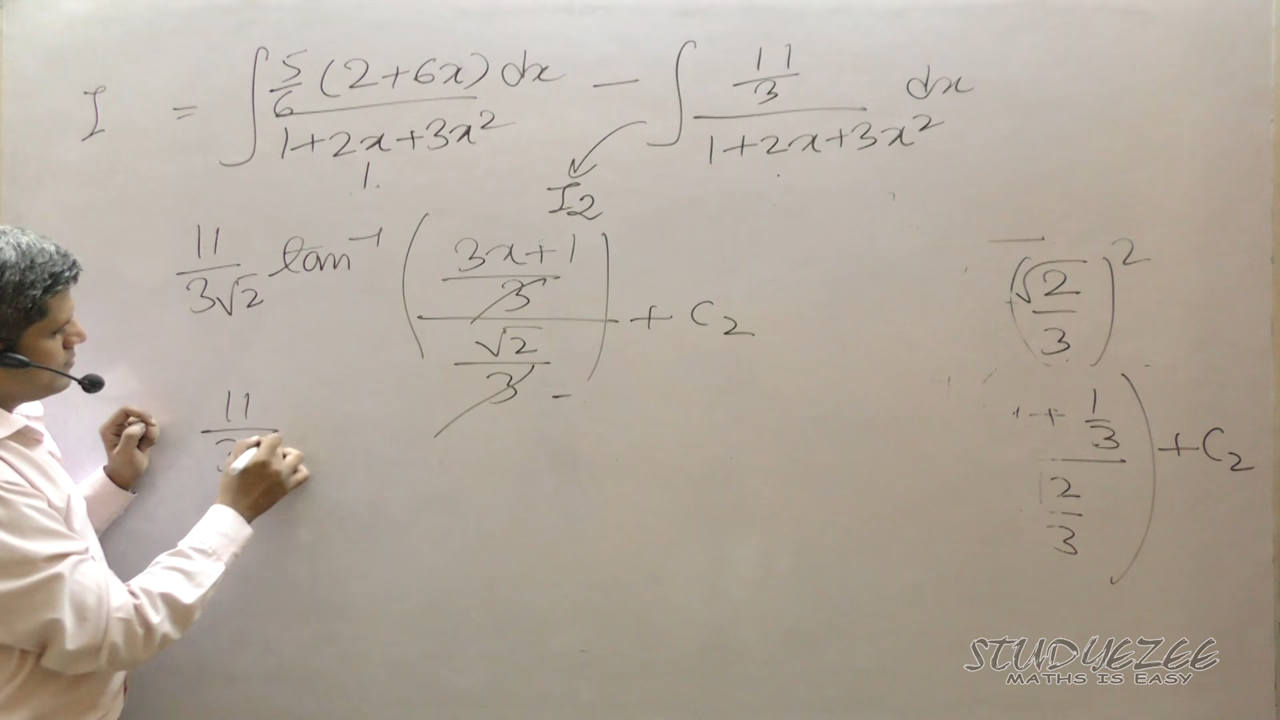 I = ∫ 5/6 (2+6x) dx / 1+2x+3x² − ∫ 11/3 dx / 1+2x+3x²
1.
I₂
11 / 3√2 tan⁻¹ ( (3x+1 / 3) / (√2 / 3) ) + C₂
(√2 / 3)²
11
+ 1/3 ) + C₂
2
3
STUDYEZEE
MATHS IS EASY